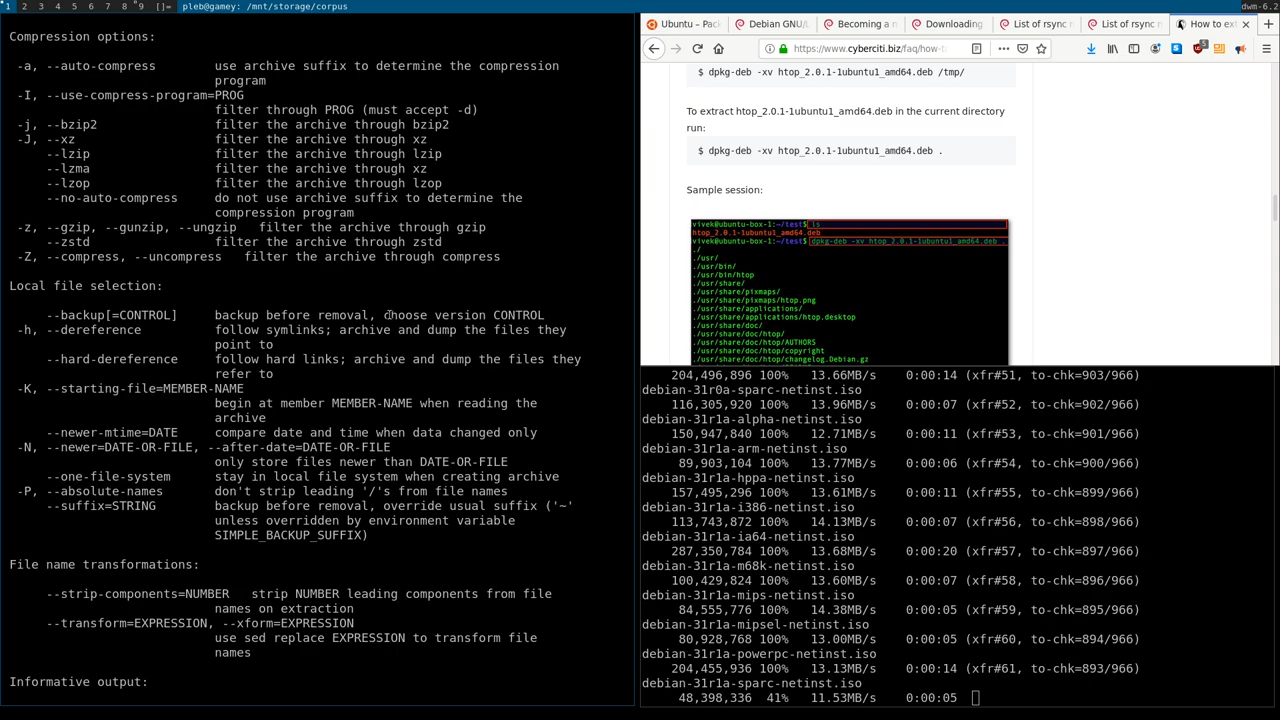 1 2 3 4 5 6 7 8 9 []= pleb@gamey: /mnt/storage/corpus dwm-6.2
Compression options:
-a, --auto-compress use archive suffix to determine the compression
program
-I, --use-compress-program=PROG
filter through PROG (must accept -d)
-j, --bzip2 filter the archive through bzip2
-J, --xz filter the archive through xz
--lzip filter the archive through lzip
--lzma filter the archive through xz
--lzop filter the archive through lzop
--no-auto-compress do not use archive suffix to determine the
compression program
-z, --gzip, --gunzip, --ungzip filter the archive through gzip
--zstd filter the archive through zstd
-Z, --compress, --uncompress filter the archive through compress
Local file selection:
--backup[=CONTROL] backup before removal, choose version CONTROL
-h, --dereference follow symlinks; archive and dump the files they
point to
--hard-dereference follow hard links; archive and dump the files they
refer to
-K, --starting-file=MEMBER-NAME
begin at member MEMBER-NAME when reading the
archive
--newer-mtime=DATE compare date and time when data changed only
-N, --newer=DATE-OR-FILE, --after-date=DATE-OR-FILE
only store files newer than DATE-OR-FILE
--one-file-system stay in local file system when creating archive
-P, --absolute-names don't strip leading '/'s from file names
--suffix=STRING backup before removal, override usual suffix ('~'
unless overridden by environment variable
SIMPLE_BACKUP_SUFFIX)
File name transformations:
--strip-components=NUMBER strip NUMBER leading components from file
names on extraction
--transform=EXPRESSION, --xform=EXPRESSION
use sed replace EXPRESSION to transform file
names
Informative output:
Ubuntu – Pack Debian GNU/L Becoming a m Downloading List of rsync m List of rsync m How to ext
https://www.cyberciti.biz/faq/how-t
$ dpkg-deb -xv htop_2.0.1-1ubuntu1_amd64.deb /tmp/
To extract htop_2.0.1-1ubuntu1_amd64.deb in the current directory
run:
$ dpkg-deb -xv htop_2.0.1-1ubuntu1_amd64.deb .
Sample session:
vivek@ubuntu-box-1:~/test$ ls
htop_2.0.1-1ubuntu1_amd64.deb
vivek@ubuntu-box-1:~/test$ dpkg-deb -xv htop_2.0.1-1ubuntu1_amd64.deb .
./
./usr/
./usr/bin/
./usr/bin/htop
./usr/share/
./usr/share/pixmaps/
./usr/share/pixmaps/htop.png
./usr/share/applications/
./usr/share/applications/htop.desktop
./usr/share/doc/
./usr/share/doc/htop/
./usr/share/doc/htop/AUTHORS
./usr/share/doc/htop/copyright
./usr/share/doc/htop/changelog.Debian.gz
204,496,896 100% 13.66MB/s 0:00:14 (xfr#51, to-chk=903/966)
debian-31r0a-sparc-netinst.iso
116,305,920 100% 13.96MB/s 0:00:07 (xfr#52, to-chk=902/966)
debian-31r1a-alpha-netinst.iso
150,947,840 100% 12.71MB/s 0:00:11 (xfr#53, to-chk=901/966)
debian-31r1a-arm-netinst.iso
89,903,104 100% 13.77MB/s 0:00:06 (xfr#54, to-chk=900/966)
debian-31r1a-hppa-netinst.iso
157,495,296 100% 13.61MB/s 0:00:11 (xfr#55, to-chk=899/966)
debian-31r1a-i386-netinst.iso
113,743,872 100% 14.13MB/s 0:00:07 (xfr#56, to-chk=898/966)
debian-31r1a-ia64-netinst.iso
287,350,784 100% 13.68MB/s 0:00:20 (xfr#57, to-chk=897/966)
debian-31r1a-m68k-netinst.iso
100,429,824 100% 13.60MB/s 0:00:07 (xfr#58, to-chk=896/966)
debian-31r1a-mips-netinst.iso
84,555,776 100% 14.38MB/s 0:00:05 (xfr#59, to-chk=895/966)
debian-31r1a-mipsel-netinst.iso
80,928,768 100% 13.00MB/s 0:00:05 (xfr#60, to-chk=894/966)
debian-31r1a-powerpc-netinst.iso
204,455,936 100% 13.13MB/s 0:00:14 (xfr#61, to-chk=893/966)
debian-31r1a-sparc-netinst.iso
48,398,336 41% 11.53MB/s 0:00:05